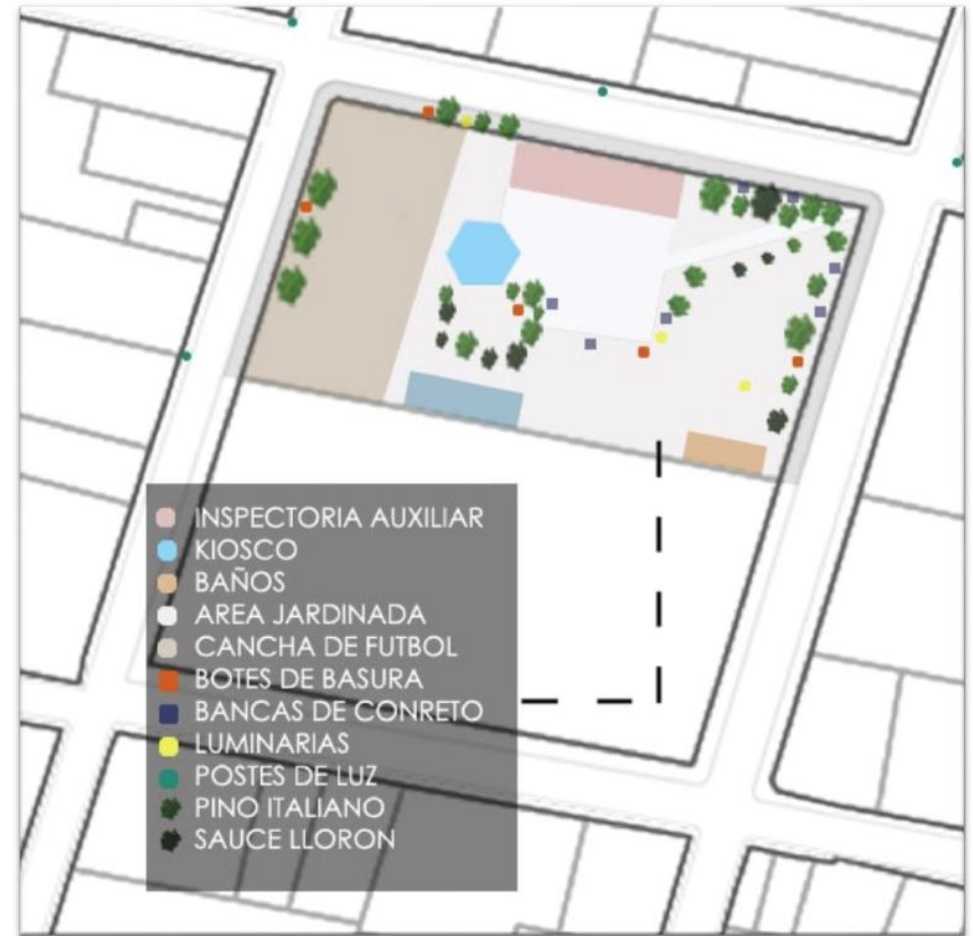 INSPECTORIA AUXILIAR
KIOSCO
BAÑOS
AREA JARDINADA
CANCHA DE FUTBOL
BOTES DE BASURA
BANCAS DE CONRETO
LUMINARIAS
POSTES DE LUZ
PINO ITALIANO
SAUCE LLORON